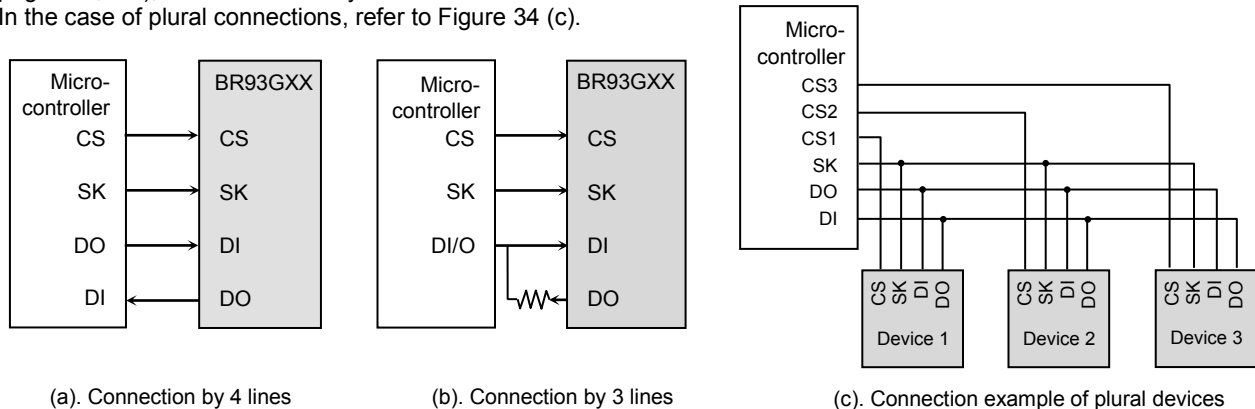 In the case of plural connections, refer to Figure 34 (c).
Micro-
controller
CS
SK
DO
DI
BR93GXX
CS
SK
DI
DO
(a). Connection by 4 lines
Micro-
controller
CS
SK
DI/O
BR93GXX
CS
SK
DI
DO
(b). Connection by 3 lines
Micro-
controller
CS3
CS2
CS1
SK
DO
DI
CS
SK
DI
DO
Device 1
CS
SK
DI
DO
Device 2
CS
SK
DI
DO
Device 3
(c). Connection example of plural devices